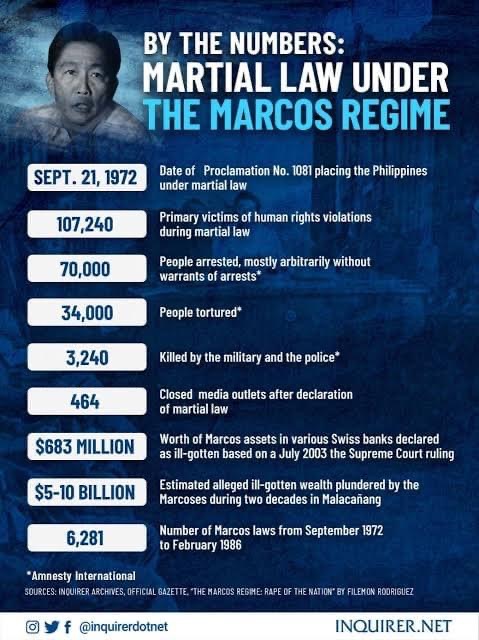 BY THE NUMBERS:
MARTIAL LAW UNDER
THE MARCOS REGIME
SEPT. 21, 1972
Date of Proclamation No. 1081 placing the Philippines
under martial law
107,240
Primary victims of human rights violations
during martial law
70,000
People arrested, mostly arbitrarily without
warrants of arrests*
34,000
People tortured*
3,240
Killed by the military and the police*
464
Closed media outlets after declaration
of martial law
$683 MILLION
Worth of Marcos assets in various Swiss banks declared
as ill-gotten based on a July 2003 the Supreme Court ruling
$5-10 BILLION
Estimated alleged ill-gotten wealth plundered by the
Marcoses during two decades in Malacañang
6,281
Number of Marcos laws from September 1972
to February 1986
*Amnesty International
SOURCES: INQUIRER ARCHIVES, OFFICIAL GAZETTE, "THE MARCOS REGIME: RAPE OF THE NATION" BY FILEMON RODRIGUEZ
@inquirerdotnet
INQUIRER.NET